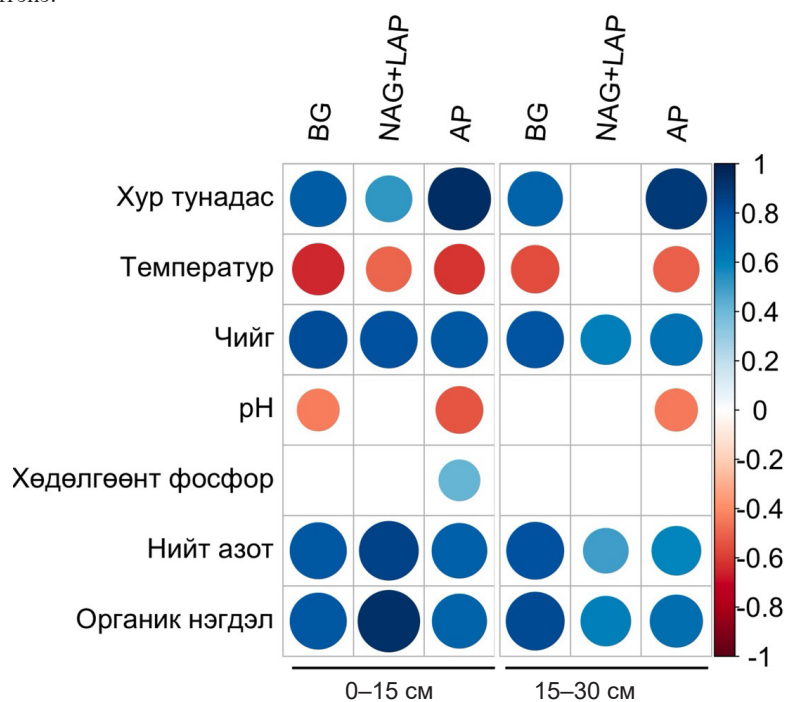 BG
NAG+LAP
AP
BG
NAG+LAP
AP
Хур тунадас
Температур
Чийг
pH
Хөдөлгөөнт фосфор
Нийт азот
Органик нэгдэл
1
0.8
0.6
0.4
0.2
0
-0.2
-0.4
-0.6
-0.8
-1
0–15 см
15–30 см